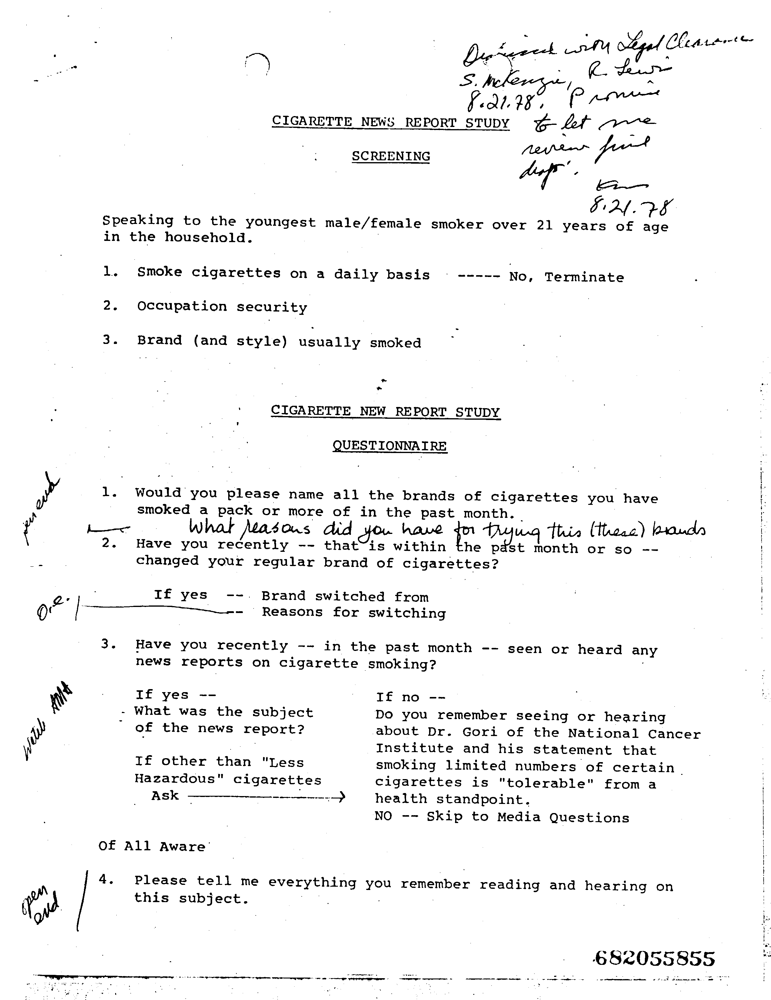 with Legal Clearance
S. McKenzie, R. Lewis
8.21.78. Promise
to let me
review final
draft.
8.21.78
CIGARETTE NEWS REPORT STUDY
SCREENING
Speaking to the youngest male/female smoker over 21 years of age
in the household.
1. Smoke cigarettes on a daily basis ----- No, Terminate
2. Occupation security
3. Brand (and style) usually smoked
CIGARETTE NEW REPORT STUDY
QUESTIONNAIRE
1. Would you please name all the brands of cigarettes you have
smoked a pack or more of in the past month.
What reasons did you have for trying this (these) brands
2. Have you recently -- that is within the past month or so --
changed your regular brand of cigarettes?
o.e.
If yes -- Brand switched from
-- Reasons for switching
3. Have you recently -- in the past month -- seen or heard any
news reports on cigarette smoking?
If yes --
What was the subject
of the news report?
If other than "Less
Hazardous" cigarettes
Ask
If no --
Do you remember seeing or hearing
about Dr. Gori of the National Cancer
Institute and his statement that
smoking limited numbers of certain
cigarettes is "tolerable" from a
health standpoint.
NO -- Skip to Media Questions
Of All Aware
open
end
4. Please tell me everything you remember reading and hearing on
this subject.
682055855